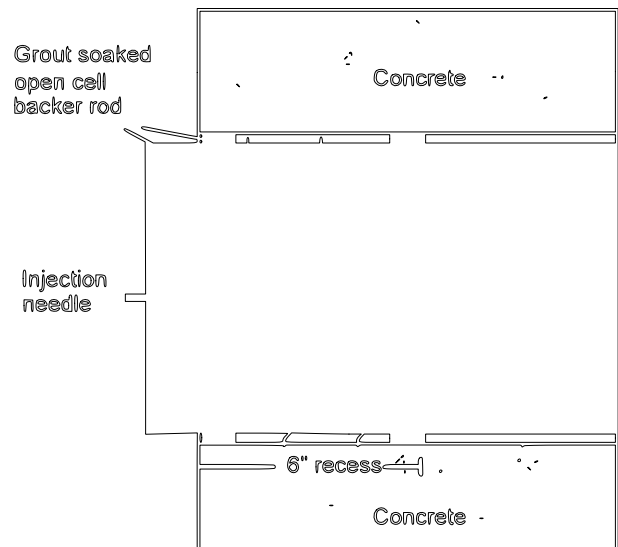 Grout soaked
open cell
backer rod
Concrete
Injection
needle
6" recess
Concrete